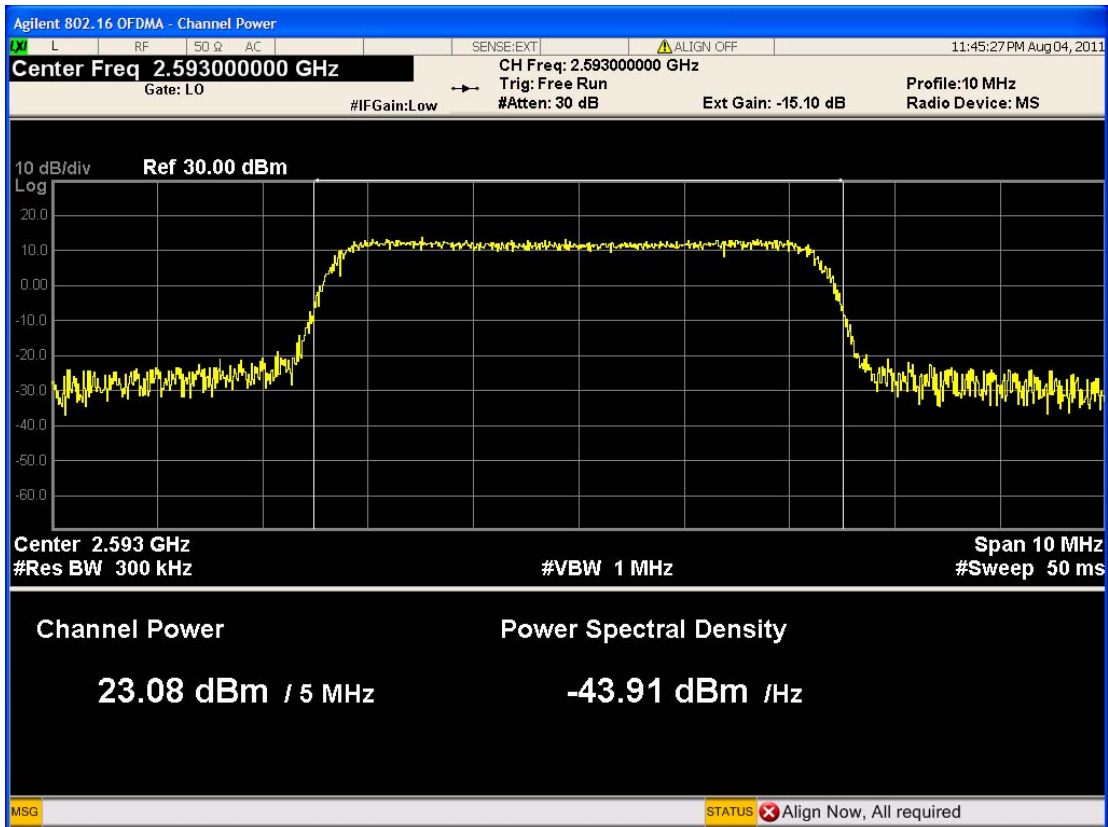 Agilent 802.16 OFDMA - Channel Power
LXI L RF 50 Ω AC SENSE:EXT ALIGN OFF 11:45:27 PM Aug 04, 2011
Center Freq 2.593000000 GHz
Gate: LO
#IFGain:Low
CH Freq: 2.593000000 GHz
Trig: Free Run
#Atten: 30 dB
Ext Gain: -15.10 dB
Profile:10 MHz
Radio Device: MS
10 dB/div Ref 30.00 dBm
Log
20.0
10.0
0.00
-10.0
-20.0
-30.0
-40.0
-50.0
-60.0
Center 2.593 GHz Span 10 MHz
#Res BW 300 kHz #VBW 1 MHz #Sweep 50 ms
Channel Power Power Spectral Density
23.08 dBm / 5 MHz -43.91 dBm /Hz
MSG STATUS Align Now, All required